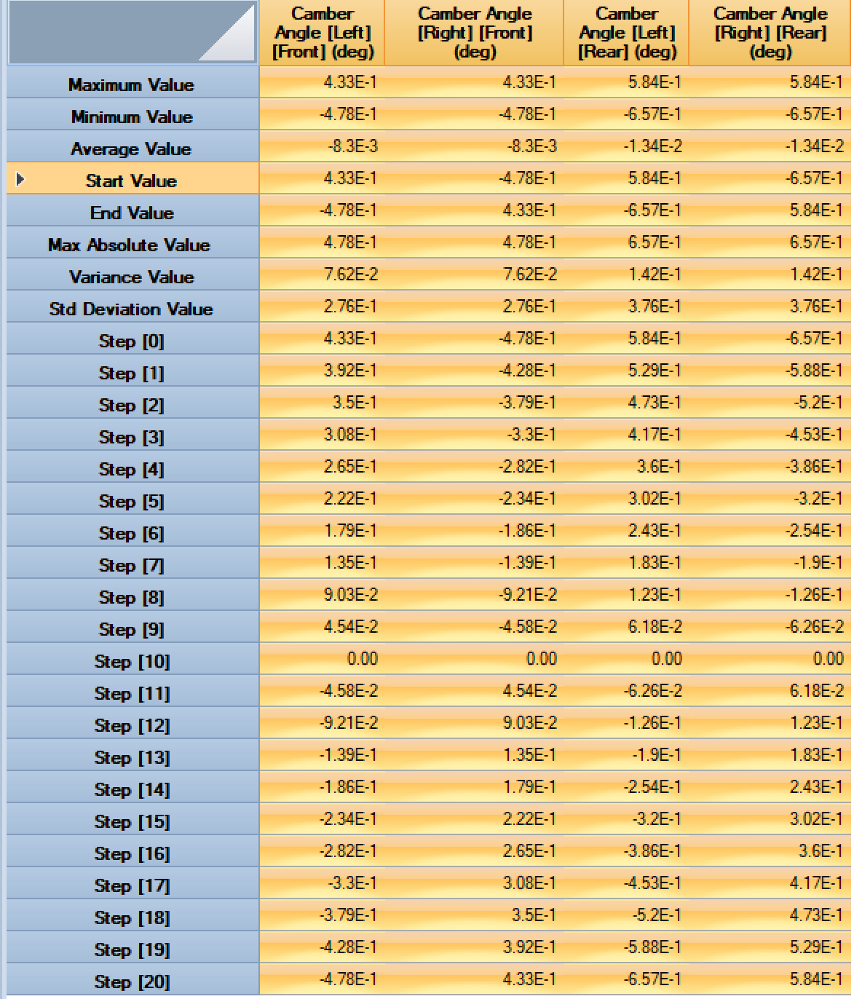 Camber Angle [Left] [Front] (deg) Camber Angle [Right] [Front] (deg) Camber Angle [Left] [Rear] (deg) Camber Angle [Right] [Rear] (deg)
Maximum Value 4.33E-1 4.33E-1 5.84E-1 5.84E-1
Minimum Value -4.78E-1 -4.78E-1 -6.57E-1 -6.57E-1
Average Value -8.3E-3 -8.3E-3 -1.34E-2 -1.34E-2
Start Value 4.33E-1 -4.78E-1 5.84E-1 -6.57E-1
End Value -4.78E-1 4.33E-1 -6.57E-1 5.84E-1
Max Absolute Value 4.78E-1 4.78E-1 6.57E-1 6.57E-1
Variance Value 7.62E-2 7.62E-2 1.42E-1 1.42E-1
Std Deviation Value 2.76E-1 2.76E-1 3.76E-1 3.76E-1
Step [0] 4.33E-1 -4.78E-1 5.84E-1 -6.57E-1
Step [1] 3.92E-1 -4.28E-1 5.29E-1 -5.88E-1
Step [2] 3.5E-1 -3.79E-1 4.73E-1 -5.2E-1
Step [3] 3.08E-1 -3.3E-1 4.17E-1 -4.53E-1
Step [4] 2.65E-1 -2.82E-1 3.6E-1 -3.86E-1
Step [5] 2.22E-1 -2.34E-1 3.02E-1 -3.2E-1
Step [6] 1.79E-1 -1.86E-1 2.43E-1 -2.54E-1
Step [7] 1.35E-1 -1.39E-1 1.83E-1 -1.9E-1
Step [8] 9.03E-2 -9.21E-2 1.23E-1 -1.26E-1
Step [9] 4.54E-2 -4.58E-2 6.18E-2 -6.26E-2
Step [10] 0.00 0.00 0.00 0.00
Step [11] -4.58E-2 4.54E-2 -6.26E-2 6.18E-2
Step [12] -9.21E-2 9.03E-2 -1.26E-1 1.23E-1
Step [13] -1.39E-1 1.35E-1 -1.9E-1 1.83E-1
Step [14] -1.86E-1 1.79E-1 -2.54E-1 2.43E-1
Step [15] -2.34E-1 2.22E-1 -3.2E-1 3.02E-1
Step [16] -2.82E-1 2.65E-1 -3.86E-1 3.6E-1
Step [17] -3.3E-1 3.08E-1 -4.53E-1 4.17E-1
Step [18] -3.79E-1 3.5E-1 -5.2E-1 4.73E-1
Step [19] -4.28E-1 3.92E-1 -5.88E-1 5.29E-1
Step [20] -4.78E-1 4.33E-1 -6.57E-1 5.84E-1